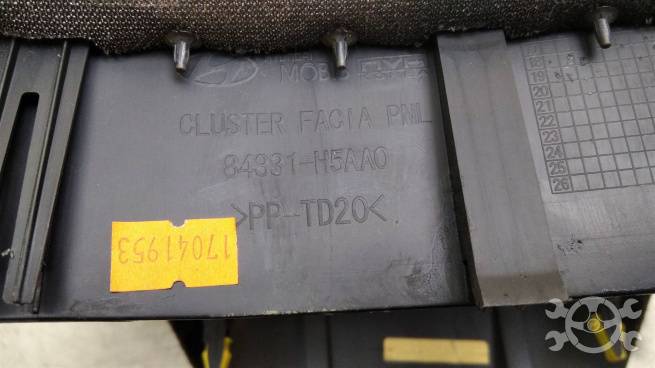 MOBIS
CLUSTER FACIA PNL
84331-H5AA0
>PP-TD20<
17041953
18
19
20
21
22
23
24
25
26